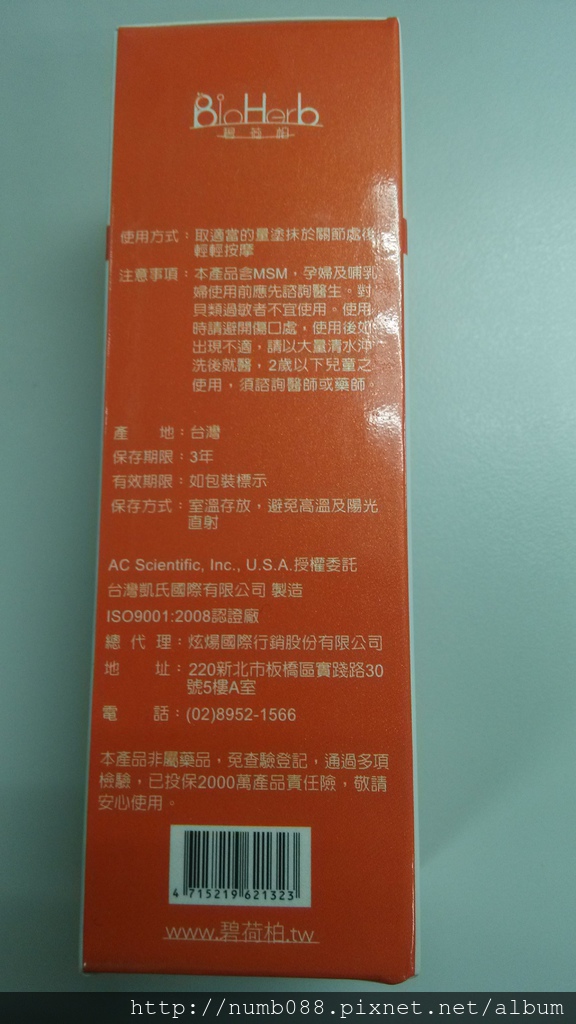 BioHerb
碧荷柏
使用方式：取適當的量塗抹於關節處後
輕輕按摩
注意事項：本產品含MSM，孕婦及哺乳
婦使用前應先諮詢醫生。對
貝類過敏者不宜使用。使用
時請避開傷口處，使用後如
出現不適，請以大量清水沖
洗後就醫，2歲以下兒童之
使用，須諮詢醫師或藥師。
產　　地：台灣
保存期限：3年
有效期限：如包裝標示
保存方式：室溫存放，避免高溫及陽光
直射
AC Scientific, Inc., U.S.A.授權委託
台灣凱氏國際有限公司 製造
ISO9001:2008認證廠
總 代 理：炫煬國際行銷股份有限公司
地　　址：220新北市板橋區實踐路30
號5樓A室
電　　話：(02)8952-1566
本產品非屬藥品，免查驗登記，通過多項
檢驗，已投保2000萬產品責任險，敬請
安心使用。
4 715219 621323
www.碧荷柏.tw
http://numb088.pixnet.net/album